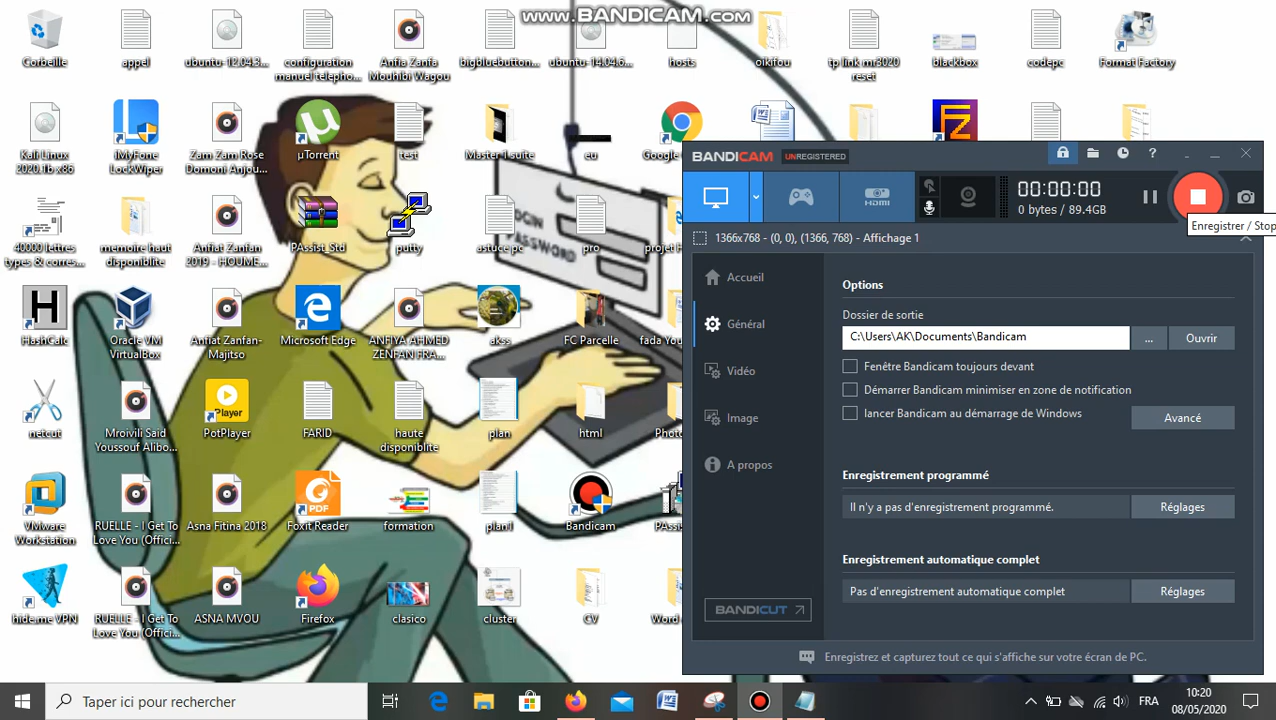 www.BANDICAM.com
Corbeille
appel
ubuntu-12.04.3...
configuration
manuel telepho...
Anfia Zanfa
Mouhibi Wagou
bigbluebutton...
ubuntu-14.04.6...
hosts
oikifou
tp link mr3020
reset
blackbox
codepc
Format Factory
Kali Linux
2020.1b x86
iMyFone
LockWiper
Zam Zam Rose
Domoni Anjou...
µTorrent
test
Master-1 suite
eu
Google
40000 lettres
types & corres...
memoire haut
disponiblite
Anfiat Zanfan
2019 - HOUME...
PAssist_Std
putty
astuce pc
pro
projet H
LOGIN
PASSWORD
HashCalc
Oracle VM
VirtualBox
Anfiat Zanfan-
Majitso
Microsoft Edge
ANFIYA AHMED
ZENFAN FRA...
akss
FC Parcelle
fada You
netcut
Mroivili Said
Youssouf Alibo...
Player
PotPlayer
FARID
haute
disponiblite
plan
html
Photo
VMware
Workstation
RUELLE - I Get To
Love You (Offici...
Asna Fitina 2018
PDF
Foxit Reader
formation
plan1
Bandicam
PAssi
hide.me VPN
RUELLE - I Get To
Love You (Offici...
ASNA MVOU
Firefox
clasico
cluster
CV
Word
BANDICAM UNREGISTERED
HDMI
00:00:00
0 bytes / 89.4GB
Enregistrer / Stop
1366x768 - (0, 0), (1366, 768) - Affichage 1
Accueil
Général
Vidéo
Image
A propos
BANDICUT
Options
Dossier de sortie
C:\Users\AK\Documents\Bandicam
...
Ouvrir
Fenêtre Bandicam toujours devant
Démarrer Bandicam minimiser en zone de notification
lancer Bandicam au démarrage de Windows
Avancé
Enregistrement programmé
Il n'y a pas d'enregistrement programmé.
Réglages
Enregistrement automatique complet
Pas d'enregistrement automatique complet
Réglages
Enregistrez et capturez tout ce qui s'affiche sur votre écran de PC.
Taper ici pour rechercher
FRA
10:20
08/05/2020